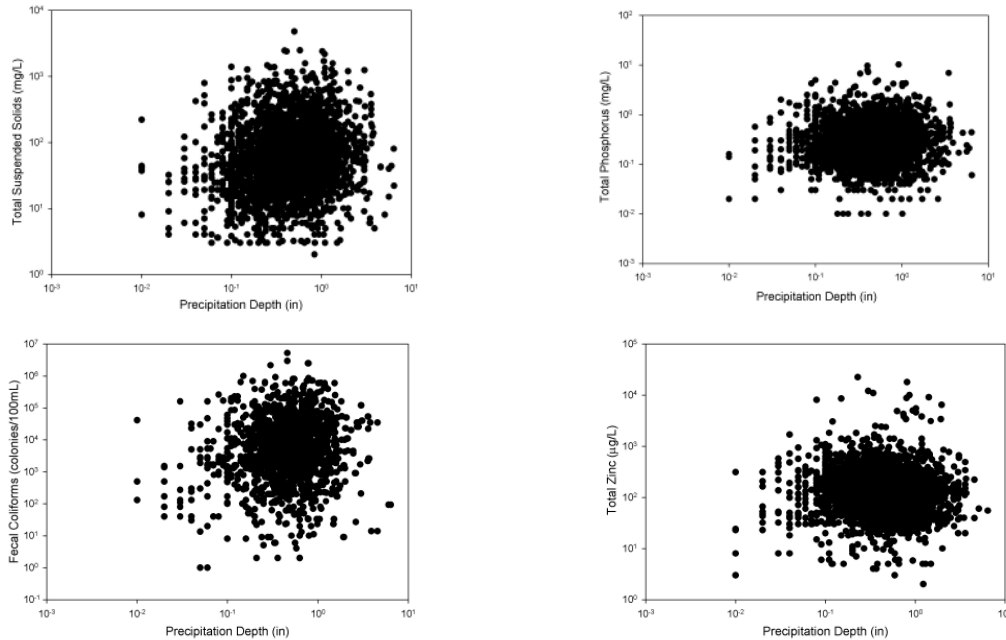 Total Suspended Solids (mg/L)
10⁴
10³
10²
10¹
10⁰
10⁻³ 10⁻² 10⁻¹ 10⁰ 10¹
Precipitation Depth (in)
Total Phosphorus (mg/L)
10²
10¹
10⁰
10⁻¹
10⁻²
10⁻³
10⁻³ 10⁻² 10⁻¹ 10⁰ 10¹
Precipitation Depth (in)
Fecal Coliforms (colonies/100mL)
10⁷
10⁶
10⁵
10⁴
10³
10²
10¹
10⁰
10⁻¹
10⁻³ 10⁻² 10⁻¹ 10⁰ 10¹
Precipitation Depth (in)
Total Zinc (µg/L)
10⁵
10⁴
10³
10²
10¹
10⁰
10⁻³ 10⁻² 10⁻¹ 10⁰ 10¹
Precipitation Depth (in)